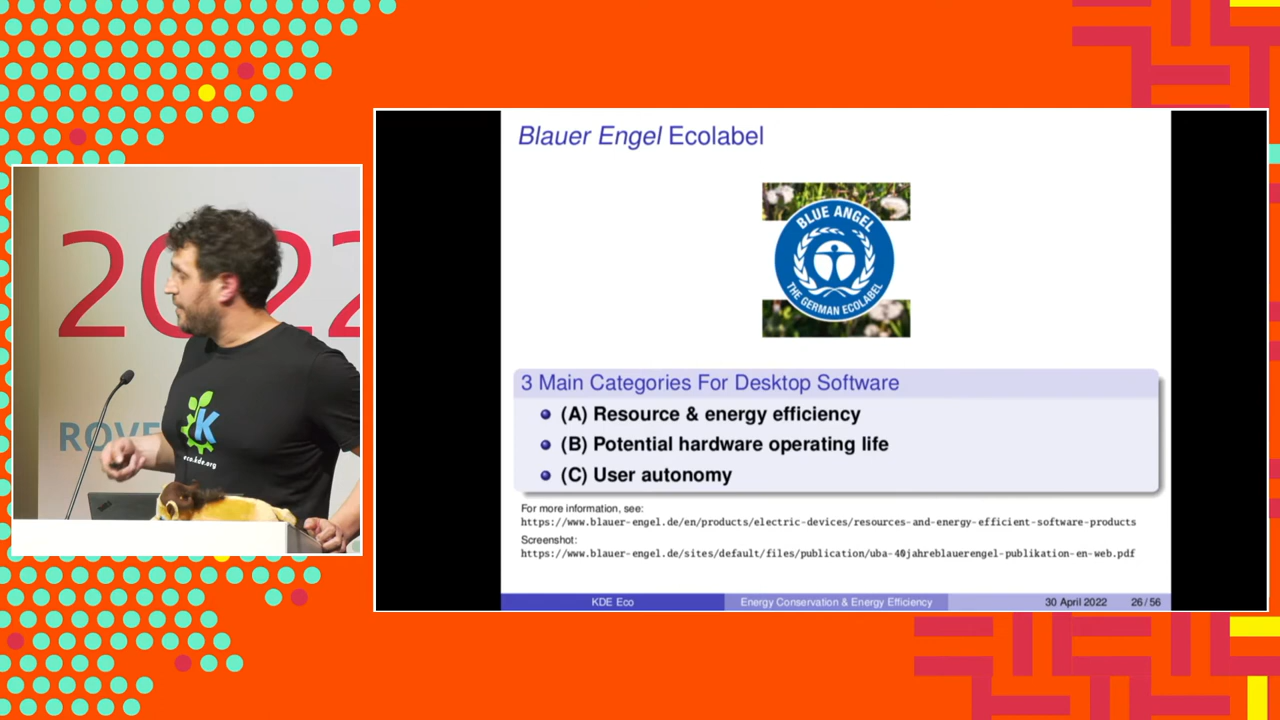 2022
ROVE
K
eco.kde.org
Blauer Engel Ecolabel
BLUE ANGEL
THE GERMAN ECOLABEL
3 Main Categories For Desktop Software
(A) Resource & energy efficiency
(B) Potential hardware operating life
(C) User autonomy
For more information, see:
https://www.blauer-engel.de/en/products/electric-devices/resources-and-energy-efficient-software-products
Screenshot:
https://www.blauer-engel.de/sites/default/files/publication/uba-40jahreblauerengel-publikation-en-web.pdf
KDE Eco
Energy Conservation & Energy Efficiency
30 April 2022
26 / 56